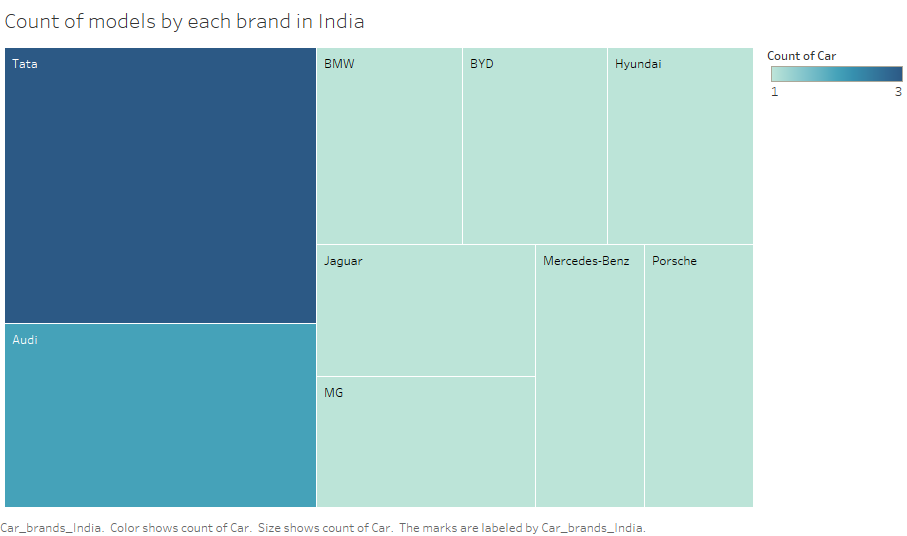 Count of models by each brand in India
Tata
BMW
BYD
Hyundai
Count of Car
1
3
Jaguar
Mercedes-Benz
Porsche
Audi
MG
Car_brands_India.  Color shows count of Car.  Size shows count of Car.  The marks are labeled by Car_brands_India.